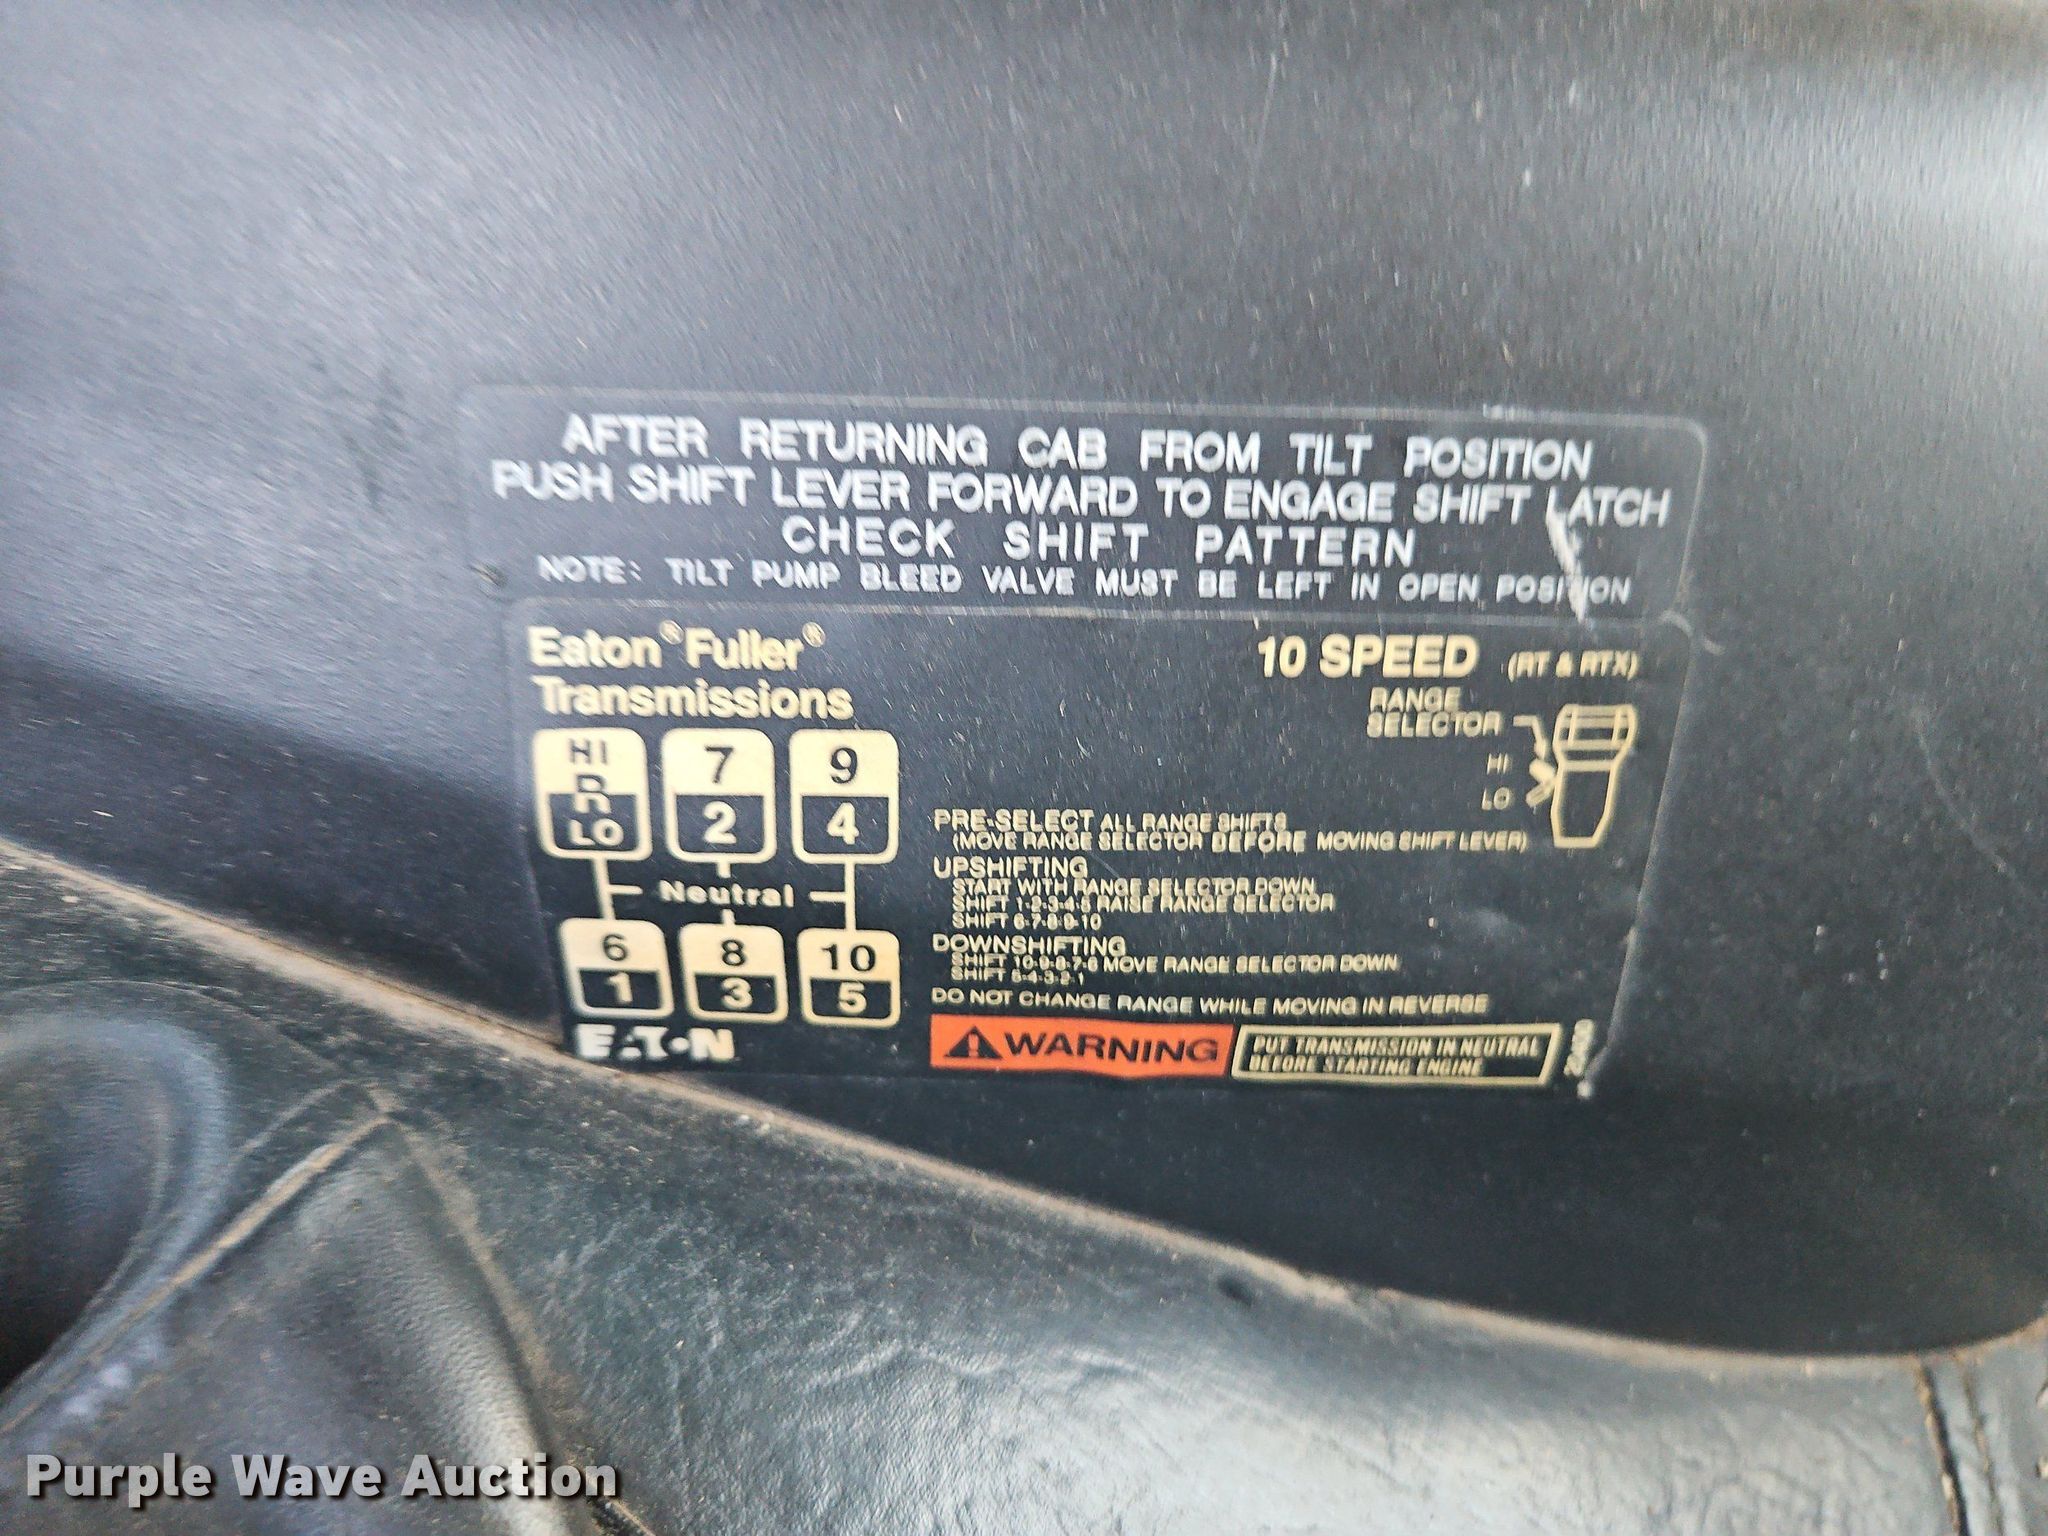 AFTER RETURNING CAB FROM TILT POSITION
PUSH SHIFT LEVER FORWARD TO ENGAGE SHIFT LATCH
CHECK SHIFT PATTERN
NOTE: TILT PUMP BLEED VALVE MUST BE LEFT IN OPEN POSITION
Eaton® Fuller®
Transmissions
10 SPEED (RT & RTX)
RANGE
SELECTOR
HI
LO
HI
R
LO
7
2
9
4
Neutral
6
1
8
3
10
5
EATON
PRE-SELECT ALL RANGE SHIFTS
(MOVE RANGE SELECTOR BEFORE MOVING SHIFT LEVER)
UPSHIFTING
START WITH RANGE SELECTOR DOWN
SHIFT 1-2-3-4-5 RAISE RANGE SELECTOR
SHIFT 6-7-8-9-10
DOWNSHIFTING
SHIFT 10-9-8-7-6 MOVE RANGE SELECTOR DOWN
SHIFT 5-4-3-2-1
DO NOT CHANGE RANGE WHILE MOVING IN REVERSE
WARNING
PUT TRANSMISSION IN NEUTRAL
BEFORE STARTING ENGINE
Purple Wave Auction